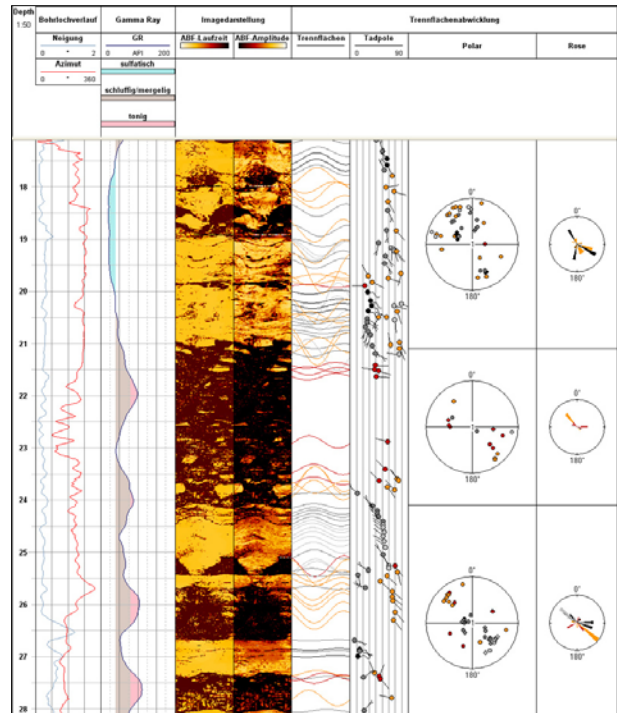 Depth
1:50
Bohrlochverlauf
Neigung
0 ° 2
Azimut
0 ° 360
Gamma Ray
GR
0 API 200
sulfatisch
schluffig/mergelig
tonig
Imagedarstellung
ABF-Laufzeit
ABF-Amplitude
Trennflächenabwicklung
Trennflächen
Tadpole
0 90
Polar
Rose
18
19
20
21
22
23
24
25
26
27
28
0°
180°
0°
180°
0°
180°
0°
180°
0°
180°
0°
180°